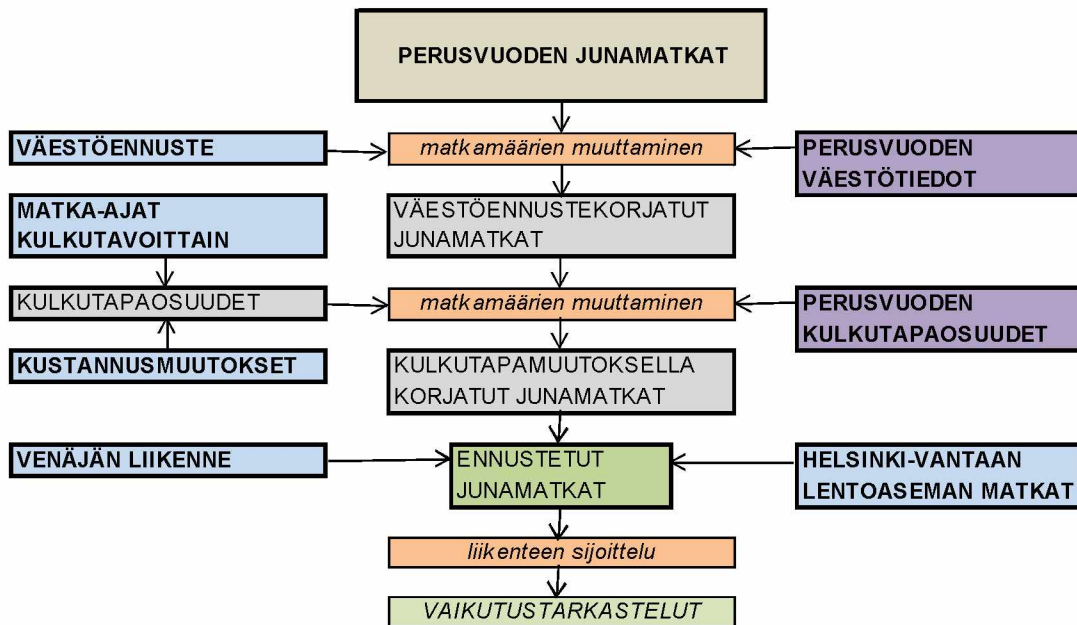 PERUSVUODEN JUNAMATKAT
VÄESTÖENNUSTE
matkamäärien muuttaminen
PERUSVUODEN
VÄESTÖTIEDOT
MATKA-AJAT
KULKUTAVOITTAIN
VÄESTÖENNUSTEKORJATUT
JUNAMATKAT
KULKUTAPAOSUUDET
matkamäärien muuttaminen
PERUSVUODEN
KULKUTAPAOSUUDET
KUSTANNUSMUUTOKSET
KULKUTAPAMUUTOKSELLA
KORJATUT JUNAMATKAT
VENÄJÄN LIIKENNE
ENNUSTETUT
JUNAMATKAT
HELSINKI-VANTAAN
LENTOASEMAN MATKAT
liikenteen sijoittelu
VAIKUTUSTARKASTELUT